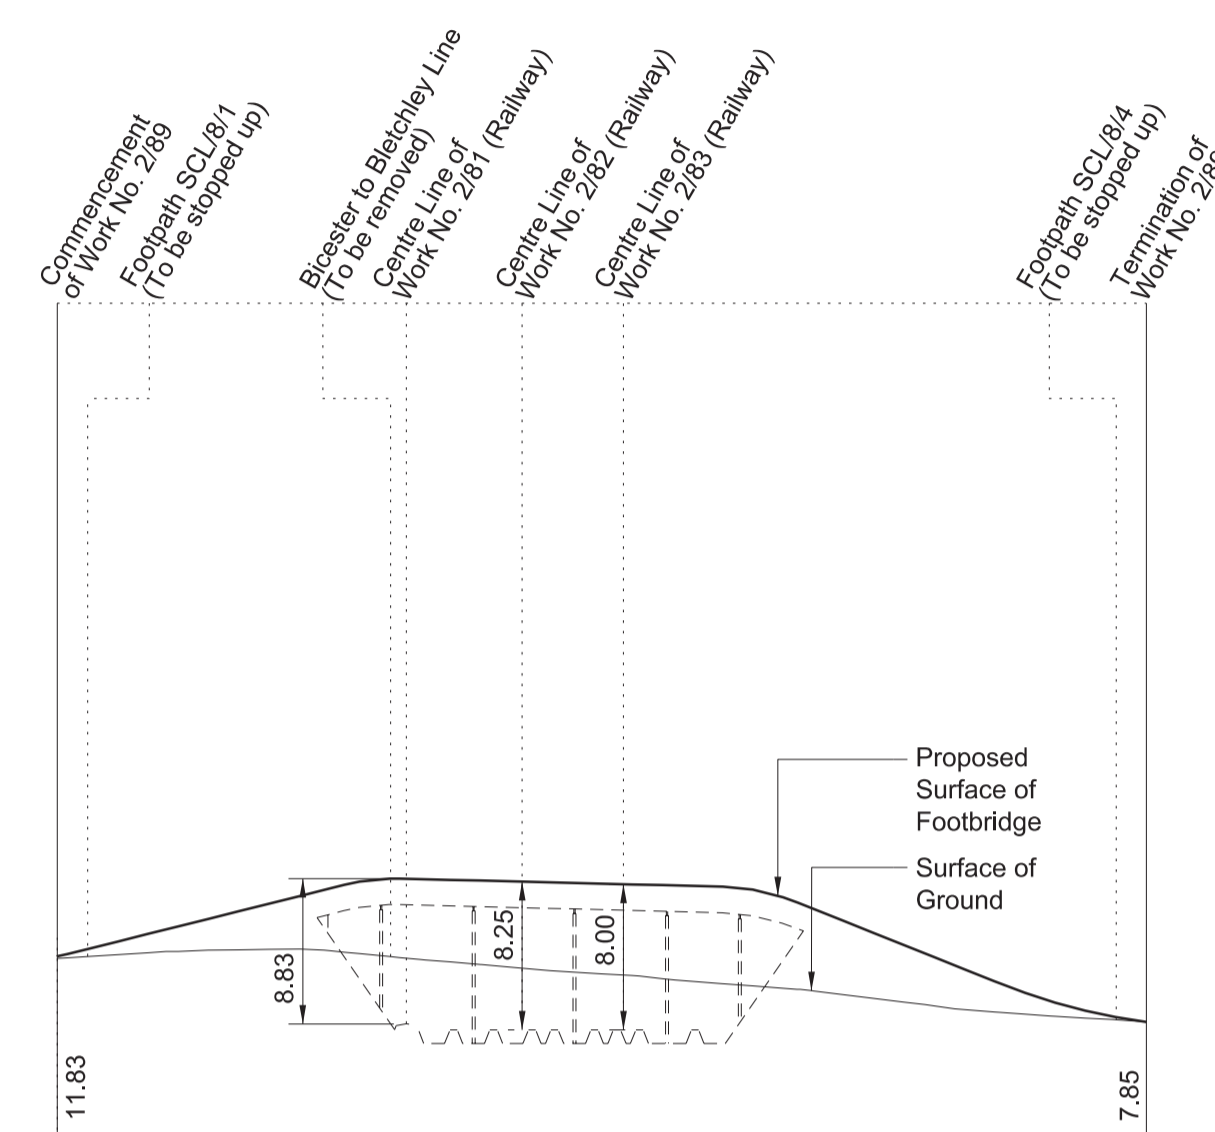 Commencement
of Work No. 2/89
Footpath SCL/8/1
(To be stopped up)
Bicester to Bletchley Line
(To be removed)
Centre Line of
Work No. 2/81 (Railway)
Centre Line of
Work No. 2/82 (Railway)
Centre Line of
Work No. 2/83 (Railway)
Footpath SCL/8/4
(To be stopped up)
Termination of
Work No.
Proposed
Surface of
Footbridge
Surface of
Ground
8.83
8.25
8.00
11.83
7.85